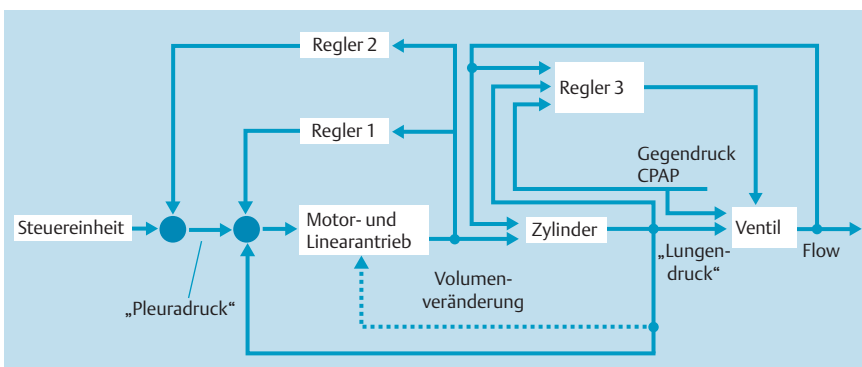 Regler 2
Regler 3
Regler 1
Gegendruck
CPAP
Steuereinheit
Motor- und
Linearantrieb
Zylinder
Ventil
„Lungen-
druck“
Flow
Volumen-
veränderung
„Pleuradruck“